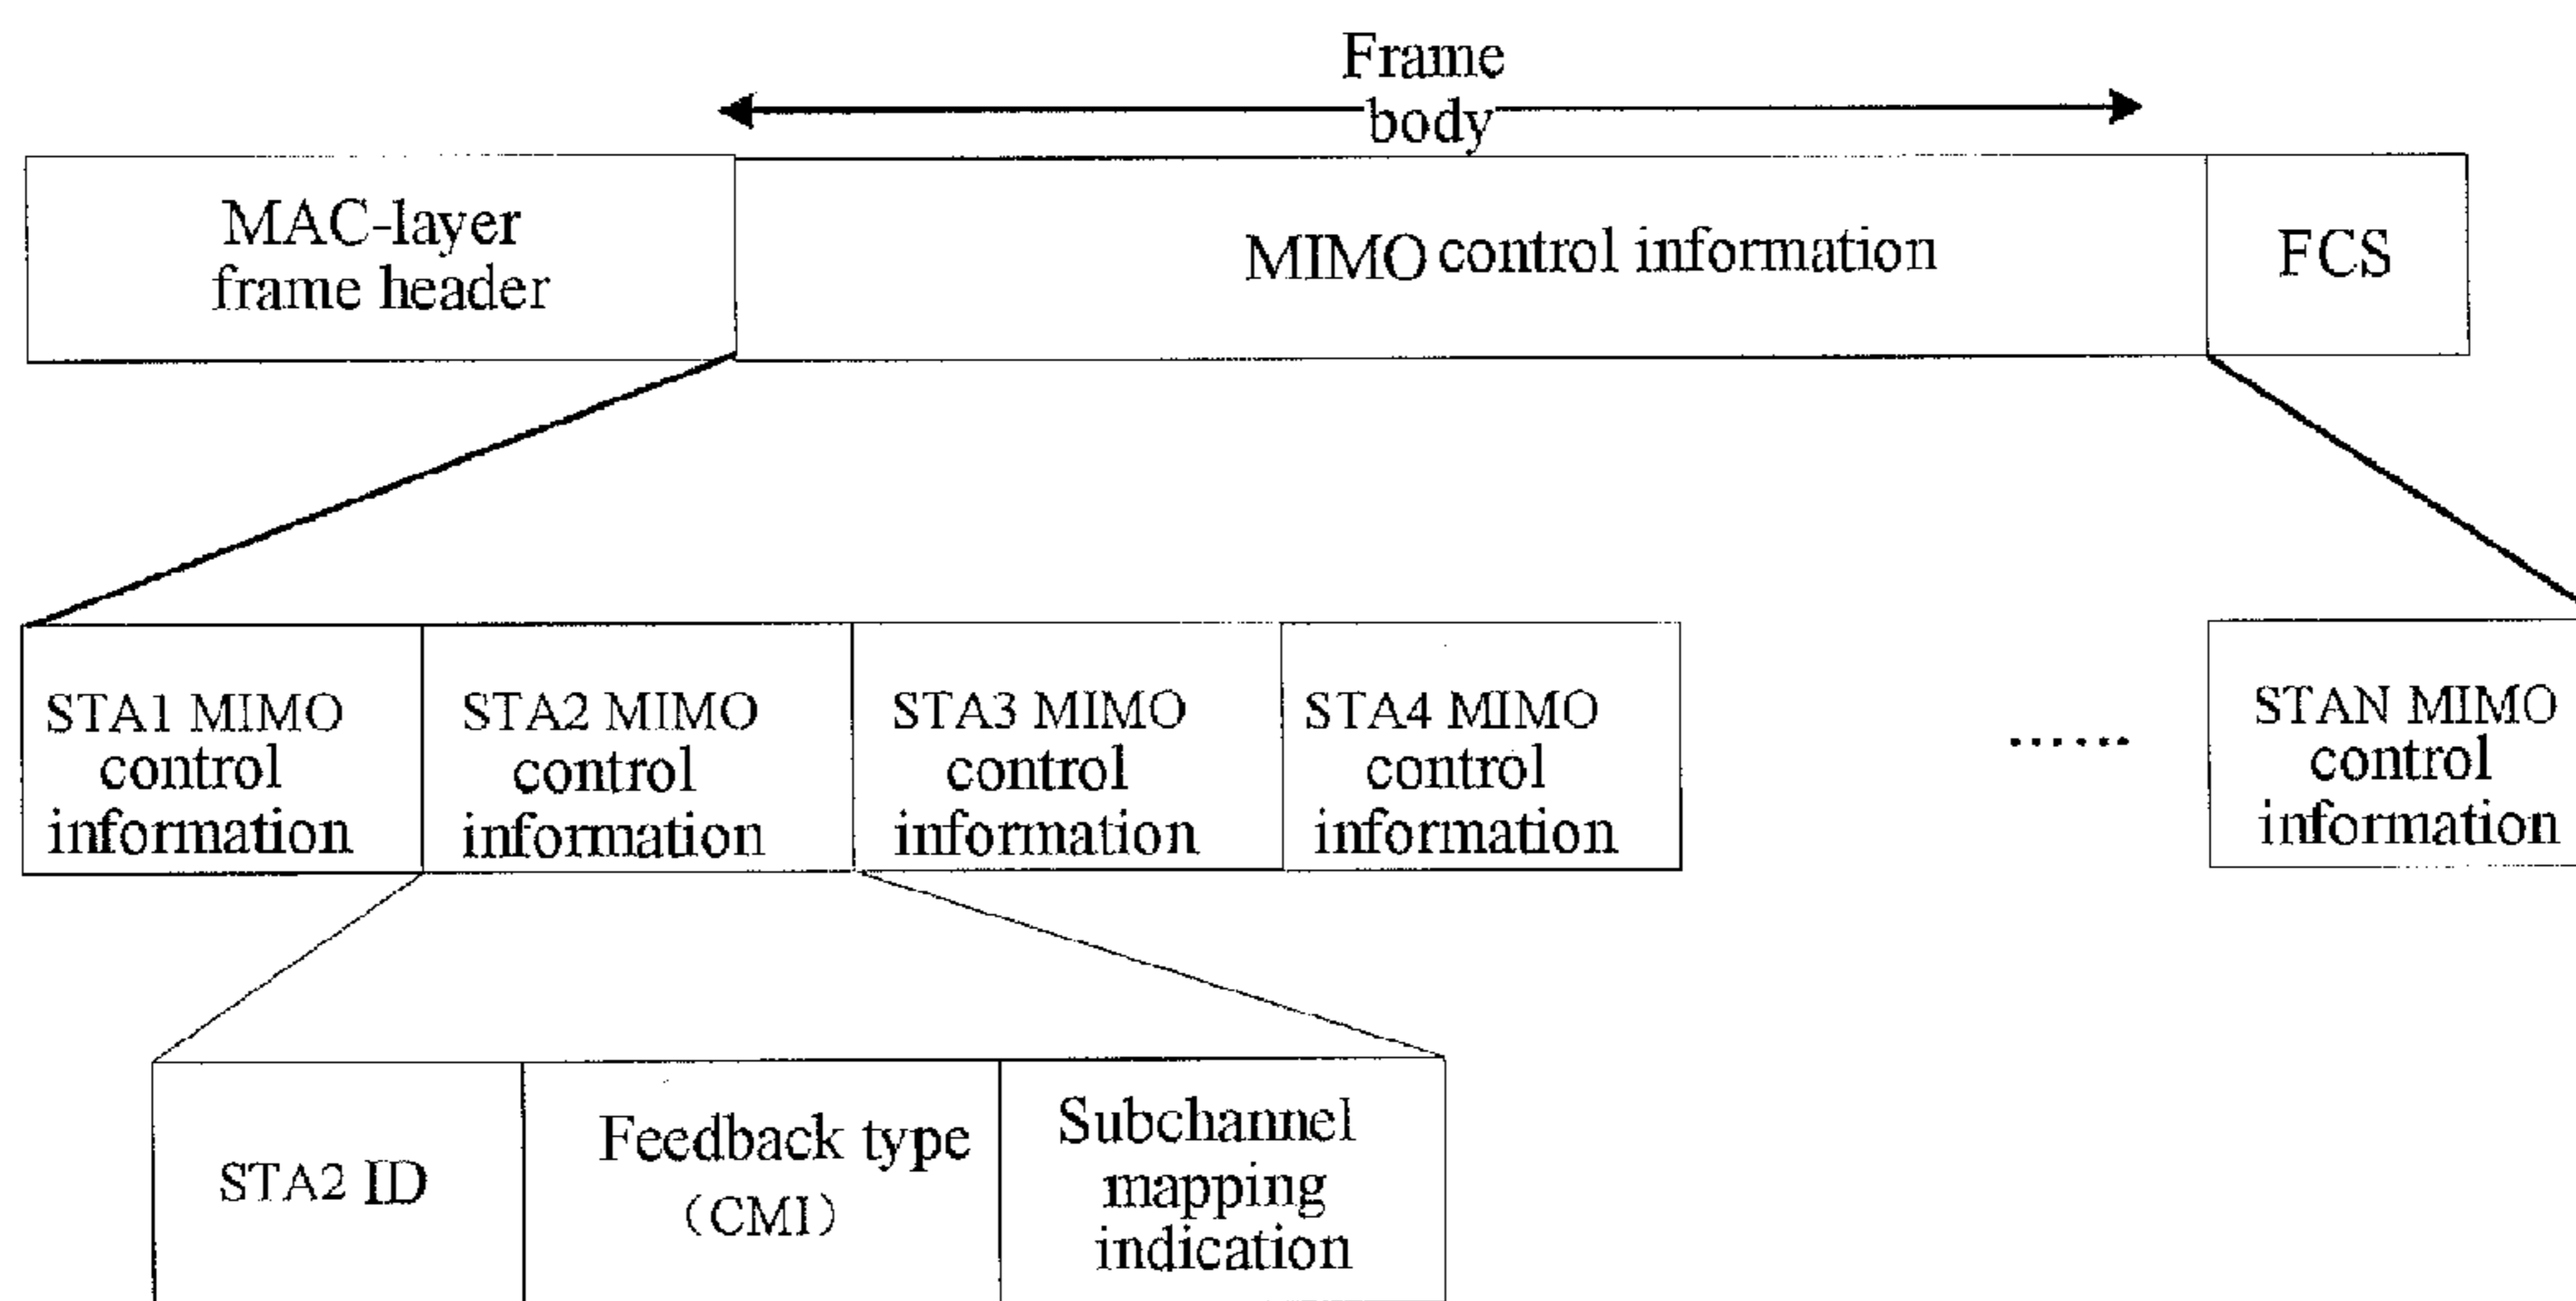 Frame
body
MAC-layer
frame header
MIMO control information
FCS
STA1 MIMO
control
information
STA2 MIMO
control
information
STA3 MIMO
control
information
STA4 MIMO
control
information
······
STAN MIMO
control
information
STA2 ID
Feedback type
（CMI）
Subchannel
mapping
indication